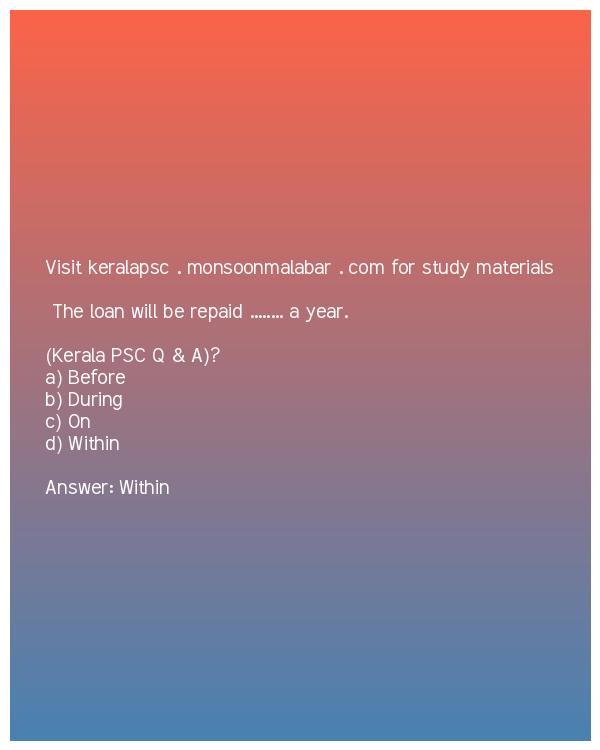 Visit keralapsc . monsoonmalabar . com for study materials
The loan will be repaid ........ a year.
(Kerala PSC Q & A)?
a) Before
b) During
c) On
d) Within
Answer: Within